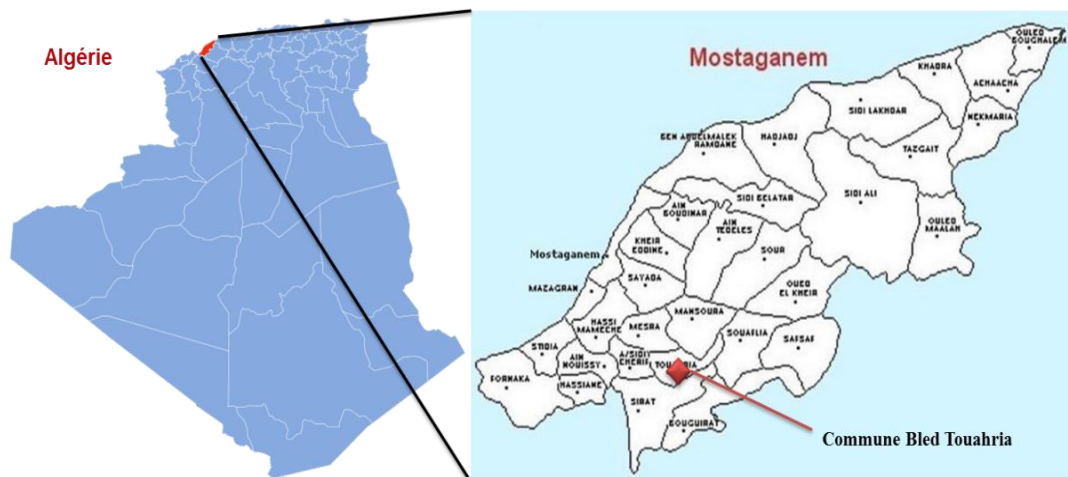 Algérie
Mostaganem
OULED
BOUGHALEM
KHADRA
ACHAACHA
SIDI LAKHDAR
NEKMARIA
BEN ABDELMALEK
RAMDANE
HADJADJ
TAZGAIT
SIDI ALI
SIDI BELATAR
AIN
BOUDINAR
AIN
TEDELES
OULED
MAALAH
KHEIR
EDDINE
SOUR
Mostaganem
SAYADA
OUED
EL KHEIR
MAZAGRAN
MANSOURA
HASSI
MAMECHE
MESRA
SOUAFLIA
SAFSAF
STIDIA
AIN
NOUISSY
A/SIDI
CHERIF
FORNAKA
HASSIANE
SIRAT
BOUGUIRAT
Commune Bled Touahria